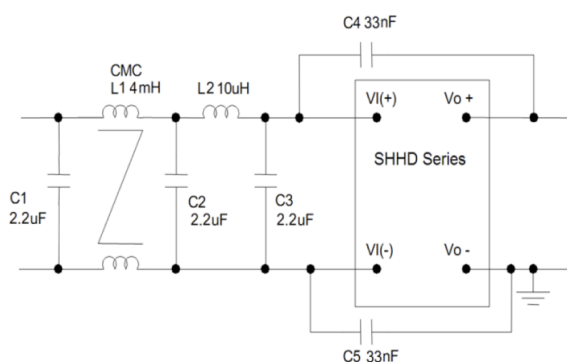 C4 33nF
CMC
L1 4mH
L2 10uH
VI(+)
Vo +
SHHD Series
C1
2.2uF
C2
2.2uF
C3
2.2uF
VI(-)
Vo -
C5 33nF